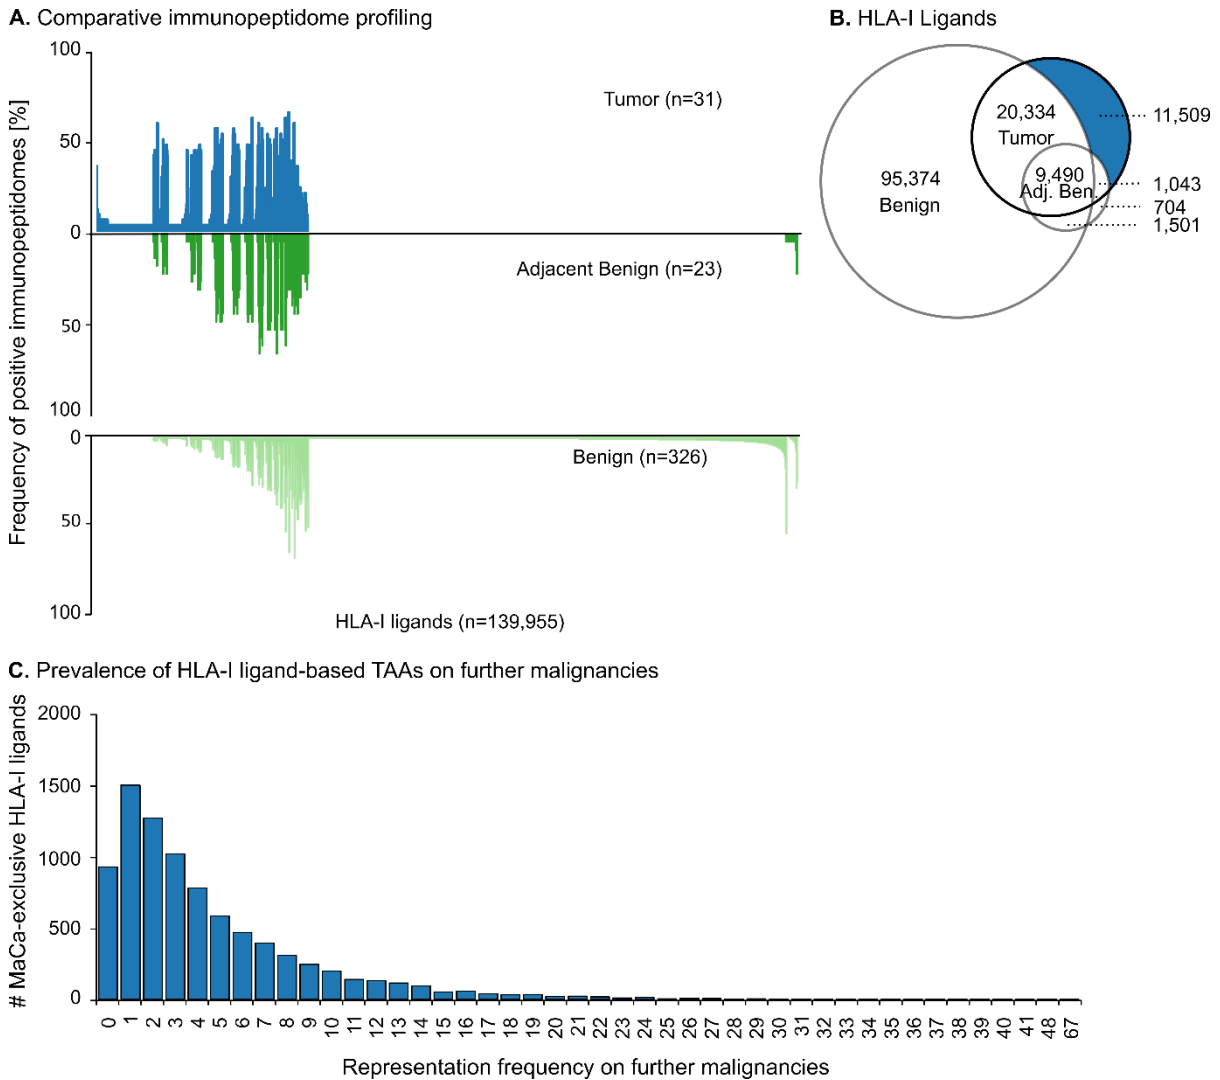 A. Comparative immunopeptidome profiling
Frequency of positive immunopeptidomes [%]
100
50
0
50
100
0
50
100
Tumor (n=31)
Adjacent Benign (n=23)
Benign (n=326)
HLA-I ligands (n=139,955)
B. HLA-I Ligands
20,334
Tumor
11,509
95,374
Benign
9,490
Adj. Ben.
1,043
704
1,501
C. Prevalence of HLA-I ligand-based TAAs on further malignancies
# MaCa-exclusive HLA-I ligands
2000
1500
1000
500
0
0 1 2 3 4 5 6 7 8 9 10 11 12 13 14 15 16 17 18 19 20 21 22 23 24 25 26 27 28 29 30 31 32 33 34 35 36 37 38 39 40 41 48 67
Representation frequency on further malignancies